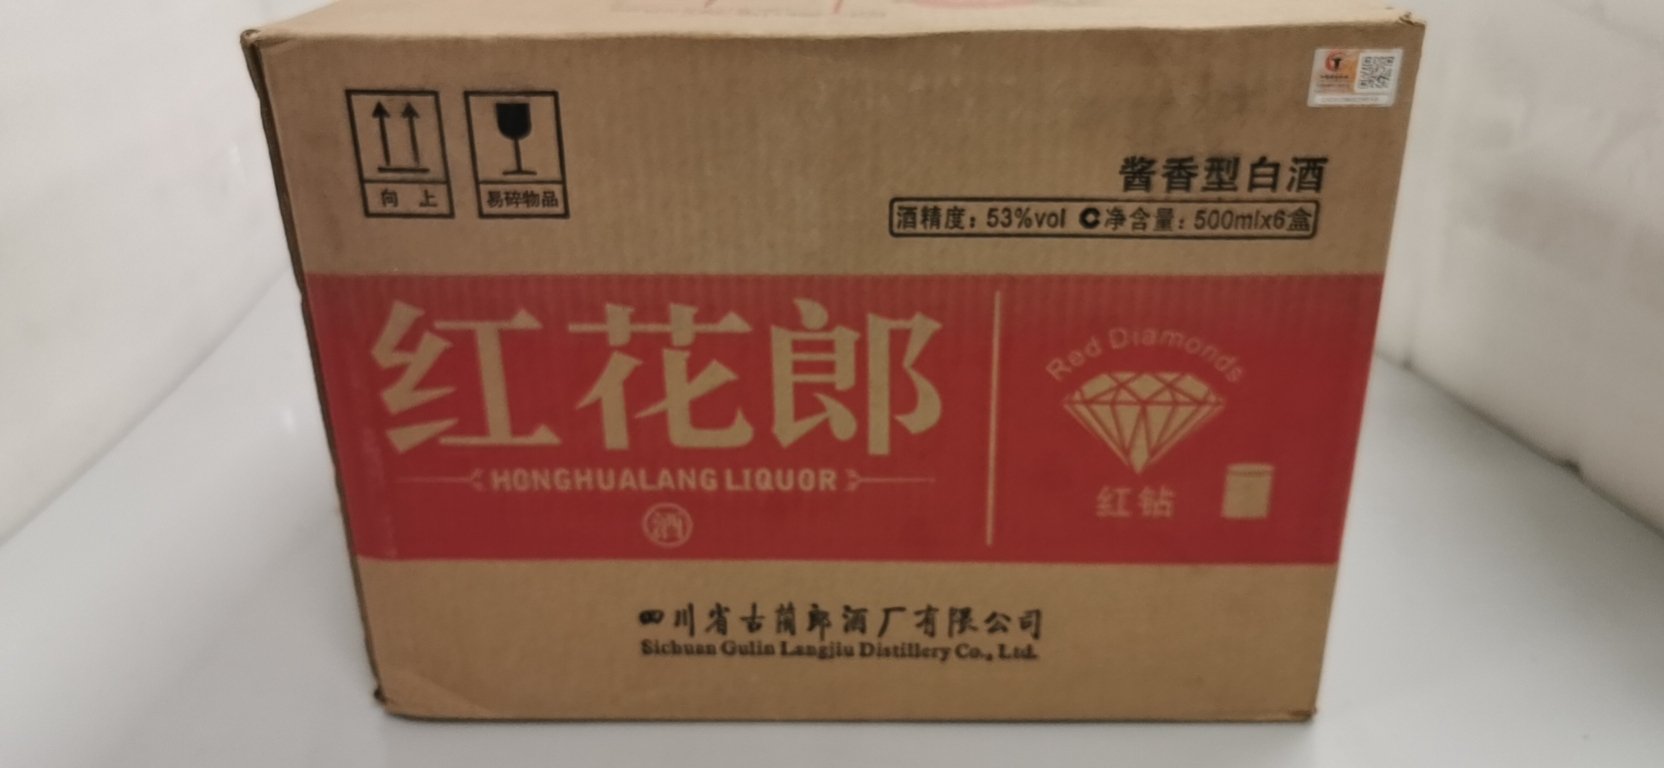 向 上
易碎物品
酱香型白酒
酒精度：53%vol C净含量：500mlx6盒
红花郎
HONGHUALANG LIQUOR
酒
Red Diamonds
红钻
四川省古蔺郎酒厂有限公司
Sichuan Gulin Langjiu Distillery Co., Ltd.